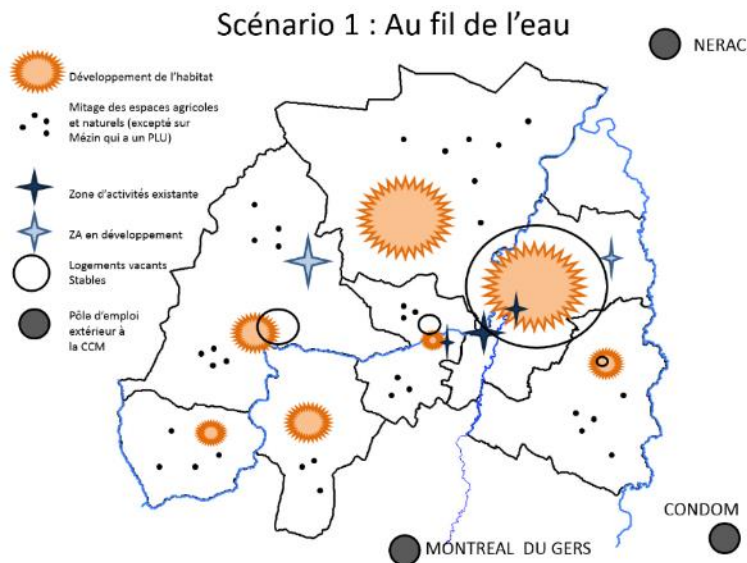 Scénario 1 : Au fil de l'eau
NERAC
Développement de l'habitat
Mitage des espaces agricoles
et naturels (excepté sur
Mézin qui a un PLU)
Zone d'activités existante
ZA en développement
Logements vacants
Stables
Pôle d'emploi
extérieur à
la CCM
CONDOM
MONTREAL DU GERS